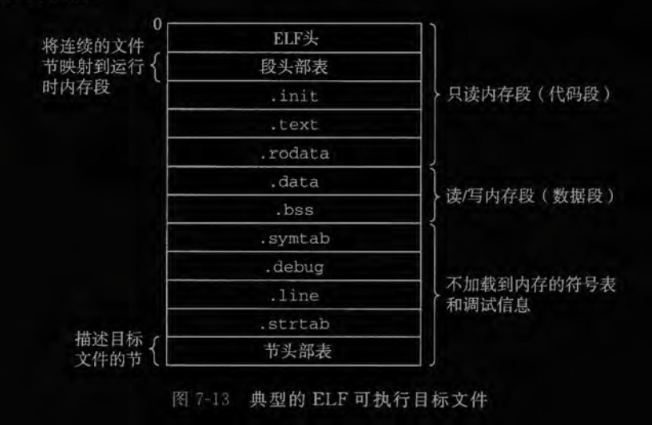 0
ELF头
将连续的文件
节映射到运行
时内存段
段头部表
.init
.text
.rodata
只读内存段（代码段）
.data
.bss
读/写内存段（数据段）
.symtab
.debug
.line
.strtab
不加载到内存的符号表
和调试信息
描述目标
文件的节
节头部表
图 7-13 典型的 ELF 可执行目标文件